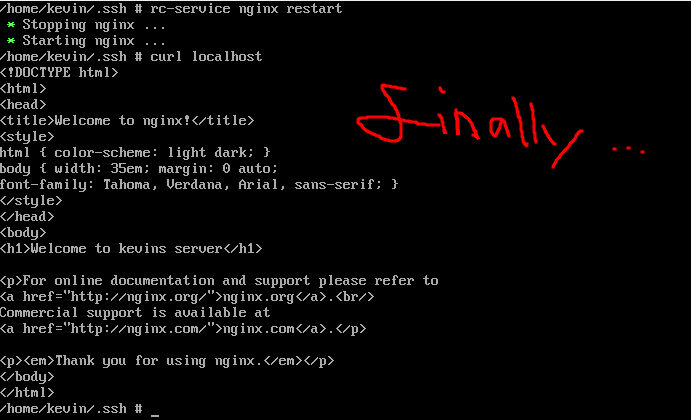 /home/kevin/.ssh # rc-service nginx restart
* Stopping nginx ...
* Starting nginx ...
/home/kevin/.ssh # curl localhost
<!DOCTYPE html>
<html>
<head>
<title>Welcome to nginx!</title>
<style>
html { color-scheme: light dark; }
body { width: 35em; margin: 0 auto;
font-family: Tahoma, Verdana, Arial, sans-serif; }
</style>
</head>
<body>
<h1>Welcome to kevins server</h1>
<p>For online documentation and support please refer to
<a href="http://nginx.org/">nginx.org</a>.<br/>
Commercial support is available at
<a href="http://nginx.com/">nginx.com</a>.</p>
<p><em>Thank you for using nginx.</em></p>
</body>
</html>
/home/kevin/.ssh # _
finally ...